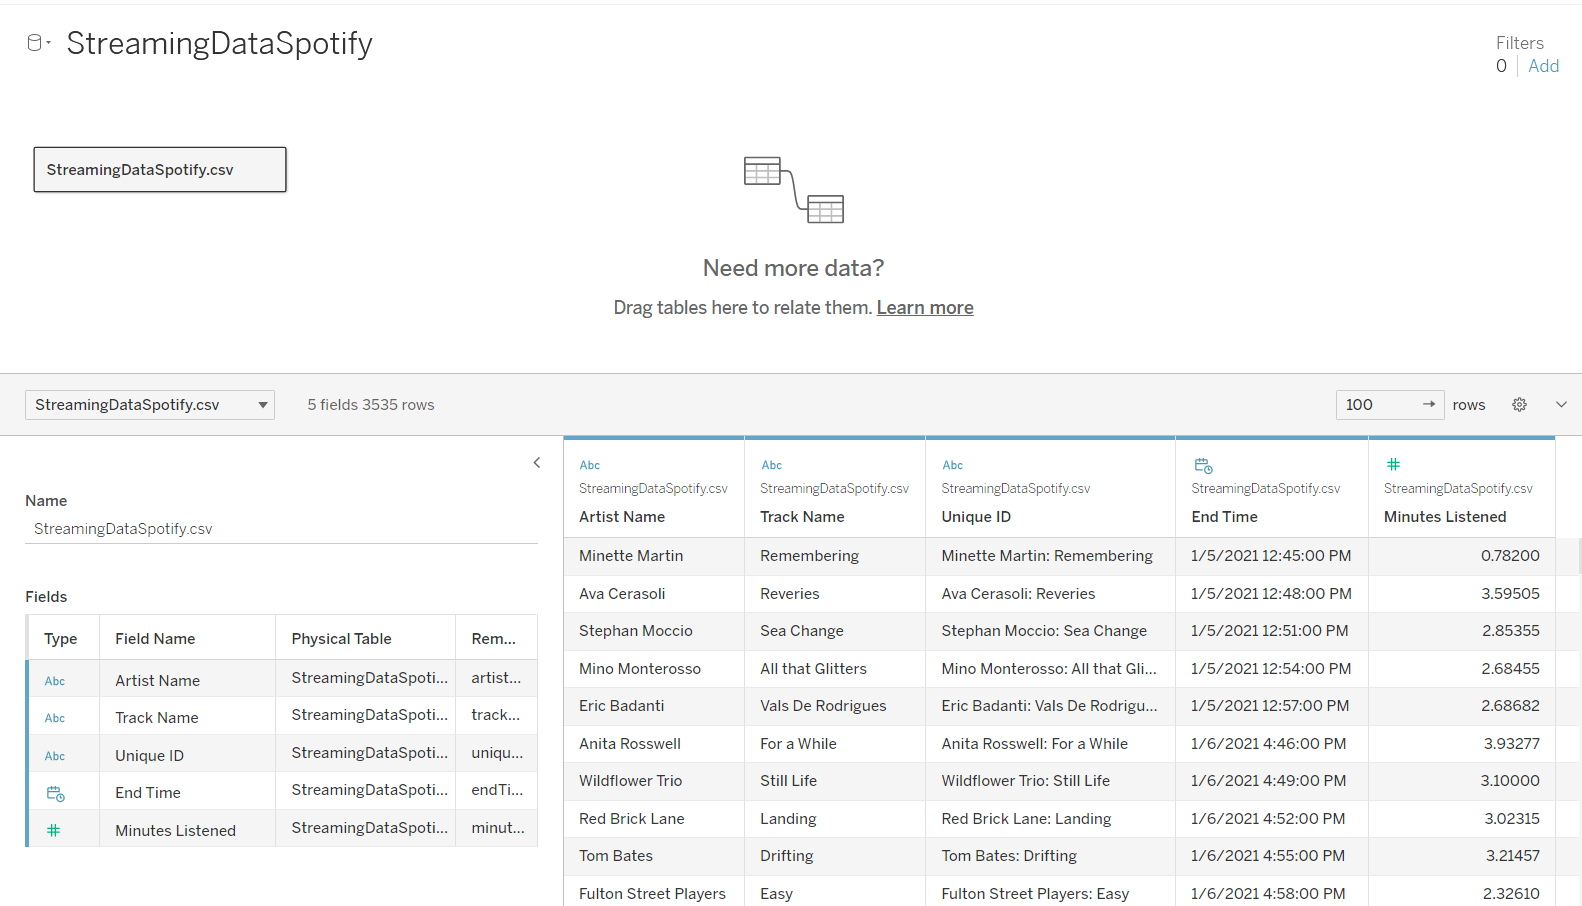 StreamingDataSpotify
Filters
0 Add
StreamingDataSpotify.csv
Need more data?
Drag tables here to relate them. Learn more
StreamingDataSpotify.csv 5 fields 3535 rows 100 → rows
Name
StreamingDataSpotify.csv
Fields
Type Field Name Physical Table Rem...
Abc Artist Name StreamingDataSpoti... artist...
Abc Track Name StreamingDataSpoti... track...
Abc Unique ID StreamingDataSpoti... uniqu...
End Time StreamingDataSpoti... endTi...
# Minutes Listened StreamingDataSpoti... minut...
Abc Abc Abc #
StreamingDataSpotify.csv StreamingDataSpotify.csv StreamingDataSpotify.csv StreamingDataSpotify.csv StreamingDataSpotify.csv
Artist Name Track Name Unique ID End Time Minutes Listened
Minette Martin Remembering Minette Martin: Remembering 1/5/2021 12:45:00 PM 0.78200
Ava Cerasoli Reveries Ava Cerasoli: Reveries 1/5/2021 12:48:00 PM 3.59505
Stephan Moccio Sea Change Stephan Moccio: Sea Change 1/5/2021 12:51:00 PM 2.85355
Mino Monterosso All that Glitters Mino Monterosso: All that Gli... 1/5/2021 12:54:00 PM 2.68455
Eric Badanti Vals De Rodrigues Eric Badanti: Vals De Rodrigu... 1/5/2021 12:57:00 PM 2.68682
Anita Rosswell For a While Anita Rosswell: For a While 1/6/2021 4:46:00 PM 3.93277
Wildflower Trio Still Life Wildflower Trio: Still Life 1/6/2021 4:49:00 PM 3.10000
Red Brick Lane Landing Red Brick Lane: Landing 1/6/2021 4:52:00 PM 3.02315
Tom Bates Drifting Tom Bates: Drifting 1/6/2021 4:55:00 PM 3.21457
Fulton Street Players Easy Fulton Street Players: Easy 1/6/2021 4:58:00 PM 2.32610